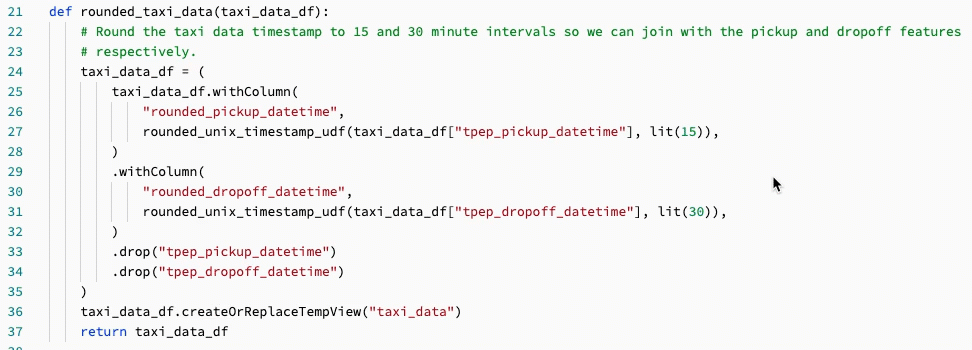 21 def rounded_taxi_data(taxi_data_df):
22     # Round the taxi data timestamp to 15 and 30 minute intervals so we can join with the pickup and dropoff features
23     # respectively.
24     taxi_data_df = (
25         taxi_data_df.withColumn(
26             "rounded_pickup_datetime",
27             rounded_unix_timestamp_udf(taxi_data_df["tpep_pickup_datetime"], lit(15)),
28         )
29         .withColumn(
30             "rounded_dropoff_datetime",
31             rounded_unix_timestamp_udf(taxi_data_df["tpep_dropoff_datetime"], lit(30)),
32         )
33         .drop("tpep_pickup_datetime")
34         .drop("tpep_dropoff_datetime")
35     )
36     taxi_data_df.createOrReplaceTempView("taxi_data")
37     return taxi_data_df